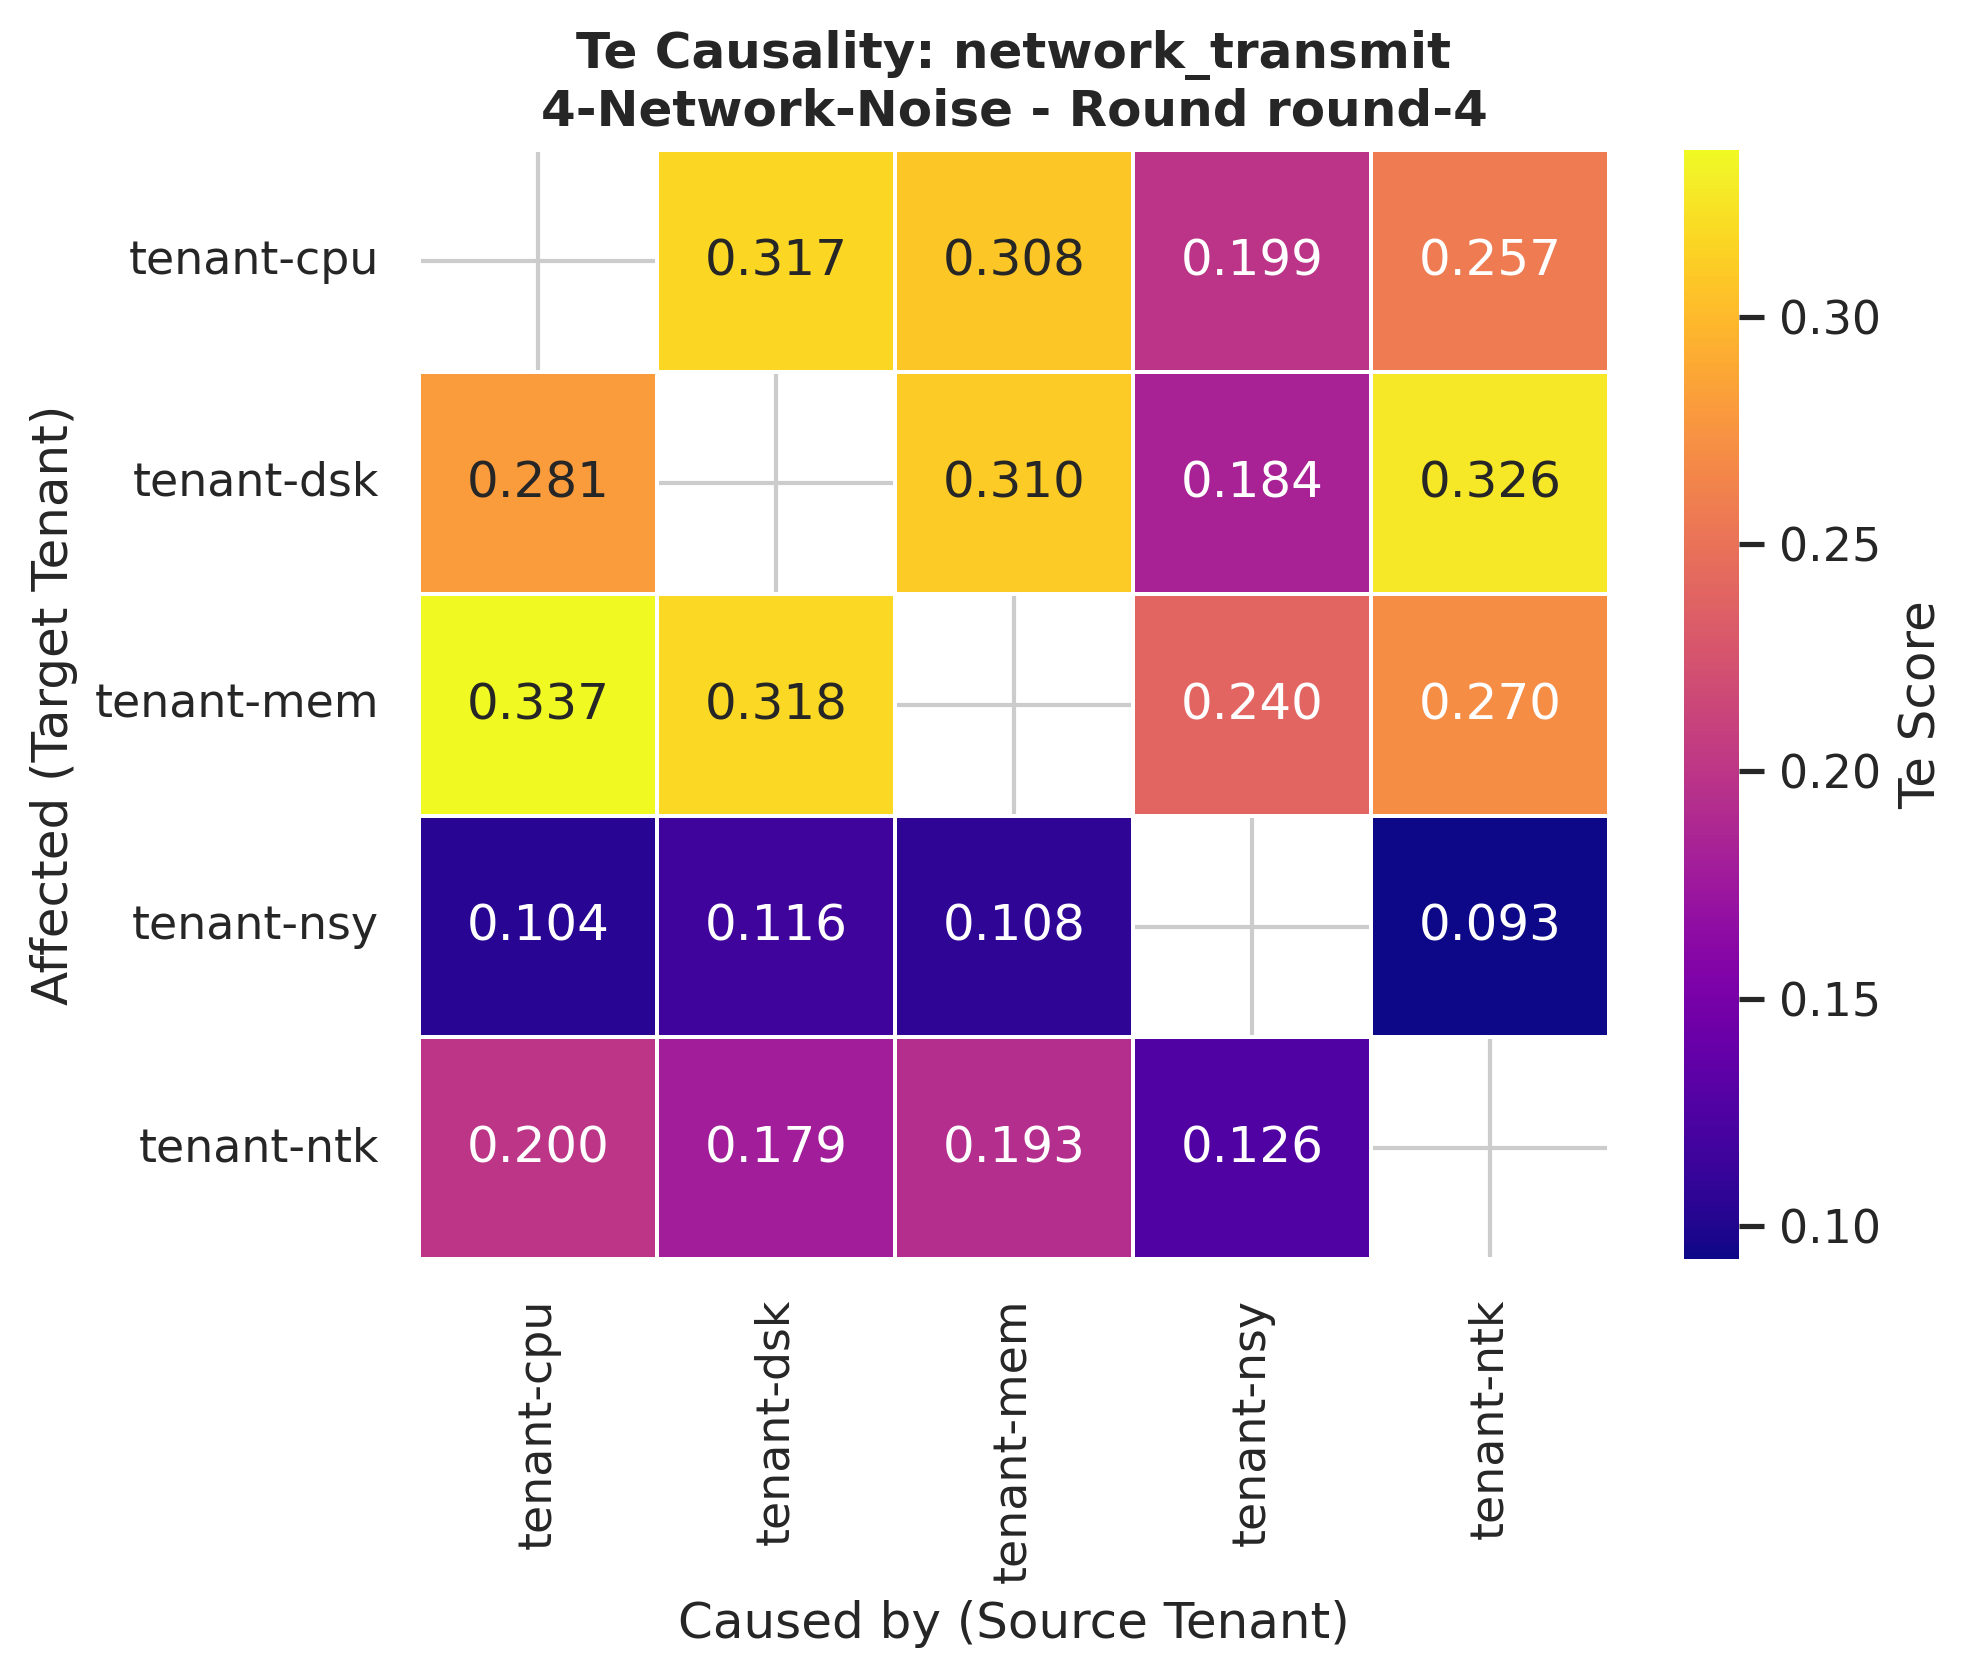 Te Causality: network_transmit
4-Network-Noise - Round round-4
Affected (Target Tenant)
tenant-cpu
0.317
0.308
0.199
0.257
tenant-dsk
0.281
0.310
0.184
0.326
tenant-mem
0.337
0.318
0.240
0.270
tenant-nsy
0.104
0.116
0.108
0.093
tenant-ntk
0.200
0.179
0.193
0.126
tenant-cpu
tenant-dsk
tenant-mem
tenant-nsy
tenant-ntk
Caused by (Source Tenant)
0.30
0.25
0.20
0.15
0.10
Te Score